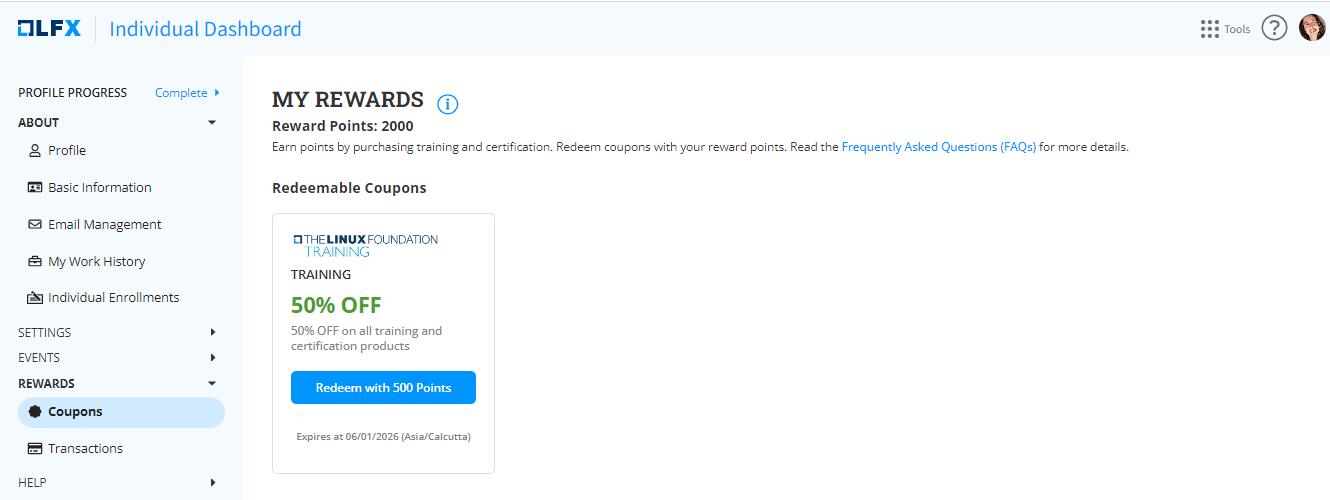 LFX
Individual Dashboard
Tools
?
PROFILE PROGRESS
Complete
ABOUT
Profile
Basic Information
Email Management
My Work History
Individual Enrollments
SETTINGS
EVENTS
REWARDS
Coupons
Transactions
HELP
MY REWARDS
i
Reward Points: 2000
Earn points by purchasing training and certification. Redeem coupons with your reward points. Read the Frequently Asked Questions (FAQs) for more details.
Redeemable Coupons
THE LINUX FOUNDATION
TRAINING
TRAINING
50% OFF
50% OFF on all training and
certification products
Redeem with 500 Points
Expires at 06/01/2026 (Asia/Calcutta)